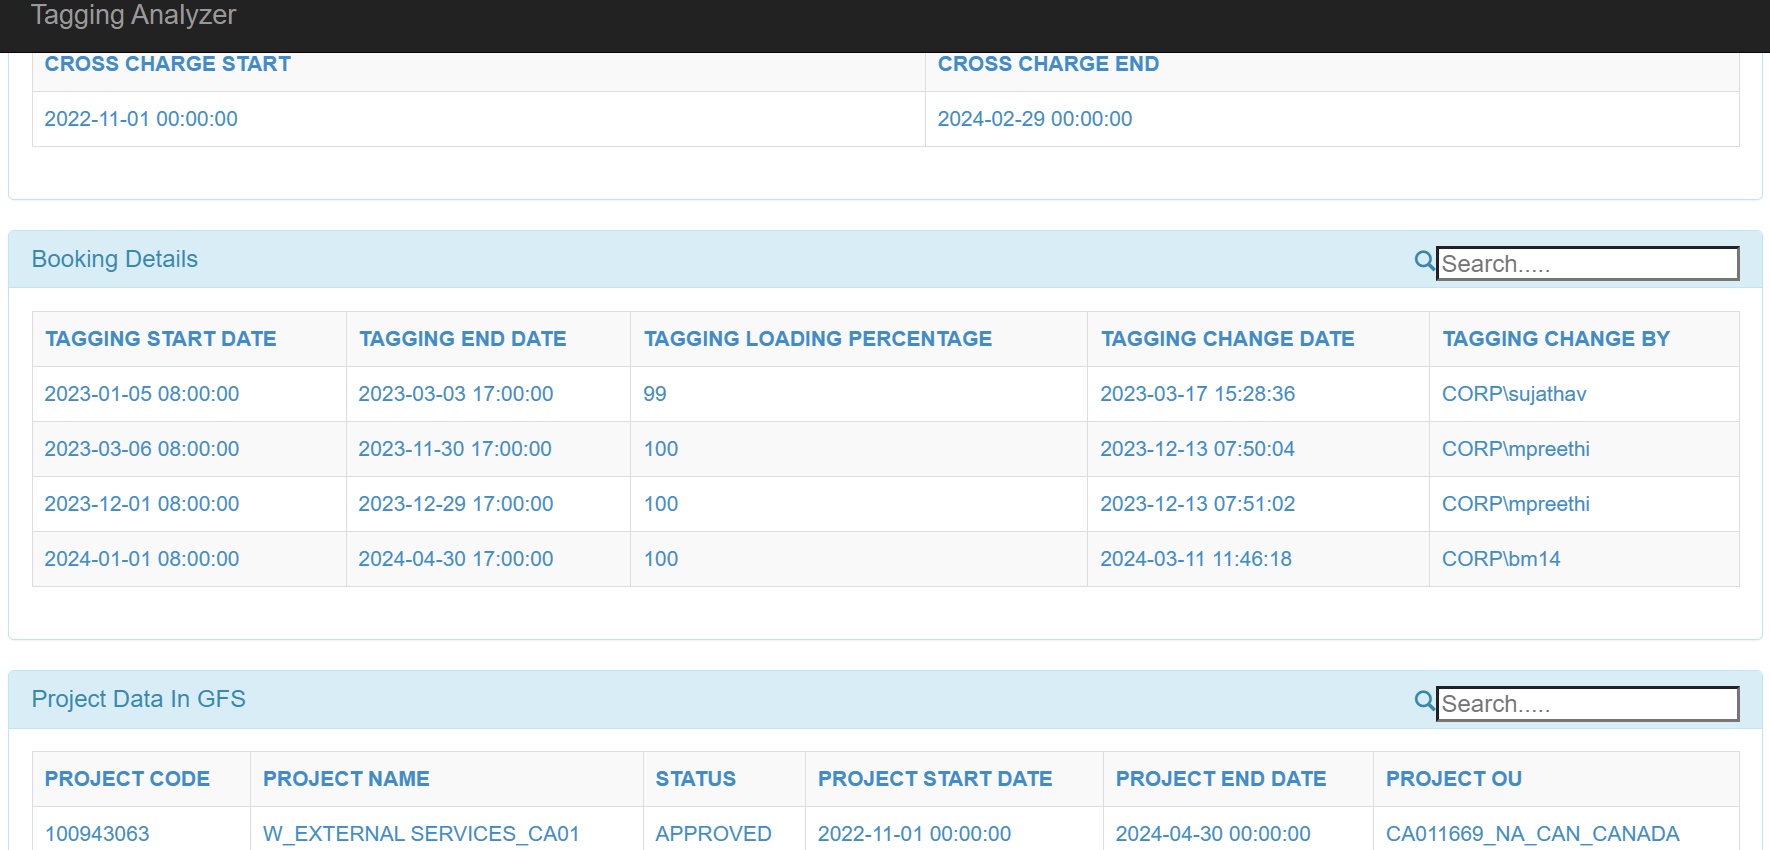 Tagging Analyzer
CROSS CHARGE START CROSS CHARGE END
2022-11-01 00:00:00 2024-02-29 00:00:00
Booking Details Search.....
TAGGING START DATE TAGGING END DATE TAGGING LOADING PERCENTAGE TAGGING CHANGE DATE TAGGING CHANGE BY
2023-01-05 08:00:00 2023-03-03 17:00:00 99 2023-03-17 15:28:36 CORP\sujathav
2023-03-06 08:00:00 2023-11-30 17:00:00 100 2023-12-13 07:50:04 CORP\mpreethi
2023-12-01 08:00:00 2023-12-29 17:00:00 100 2023-12-13 07:51:02 CORP\mpreethi
2024-01-01 08:00:00 2024-04-30 17:00:00 100 2024-03-11 11:46:18 CORP\bm14
Project Data In GFS Search.....
PROJECT CODE PROJECT NAME STATUS PROJECT START DATE PROJECT END DATE PROJECT OU
100943063 W_EXTERNAL SERVICES_CA01 APPROVED 2022-11-01 00:00:00 2024-04-30 00:00:00 CA011669_NA_CAN_CANADA